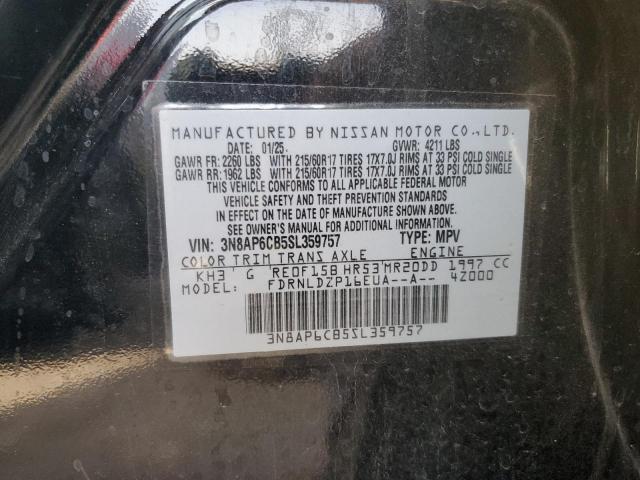 MANUFACTURED BY NISSAN MOTOR CO.,LTD.
DATE: 01/25. GVWR: 4211 LBS
GAWR FR: 2260 LBS WITH 215/60R17 TIRES 17X7.0J RIMS AT 33 PSI COLD SINGLE
GAWR RR: 1962 LBS WITH 215/60R17 TIRES 17X7.0J RIMS AT 33 PSI COLD SINGLE
THIS VEHICLE CONFORMS TO ALL APPLICABLE FEDERAL MOTOR
VEHICLE SAFETY AND THEFT PREVENTION STANDARDS
IN EFFECT ON THE DATE OF MANUFACTURE SHOWN ABOVE.
SEE OWNER'S MANUAL FOR ADDITIONAL INFORMATION
VIN: 3N8AP6CB5SL359757 TYPE: MPV
COLOR TRIM TRANS AXLE ENGINE
KH3 G RE0F15B HR53 MR20DD 1997 CC
MODEL: FDRNLDZP16EUA--A-- 4Z000
3N8AP6CB5SL359757